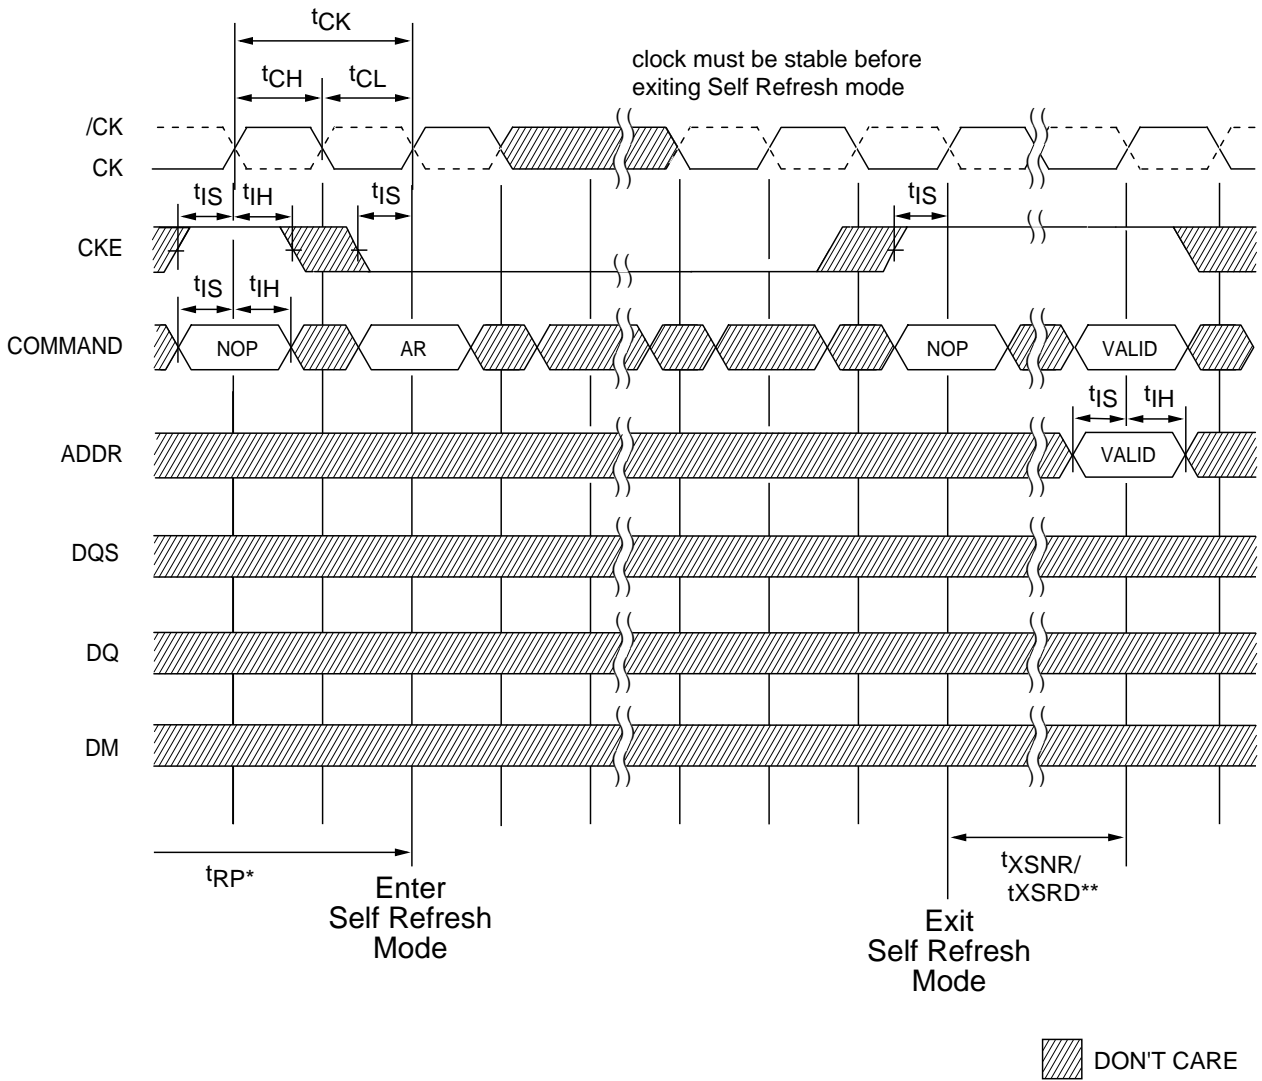 tCK
clock must be stable before
exiting Self Refresh mode
tCH
tCL
/CK
CK
tIS
tIH
tIS
tIS
CKE
tIS
tIH
COMMAND
NOP
AR
NOP
VALID
tIS
tIH
ADDR
VALID
DQS
DQ
DM
tRP*
tXSNR/
tXSRD**
Enter
Self Refresh
Mode
Exit
Self Refresh
Mode
DON'T CARE